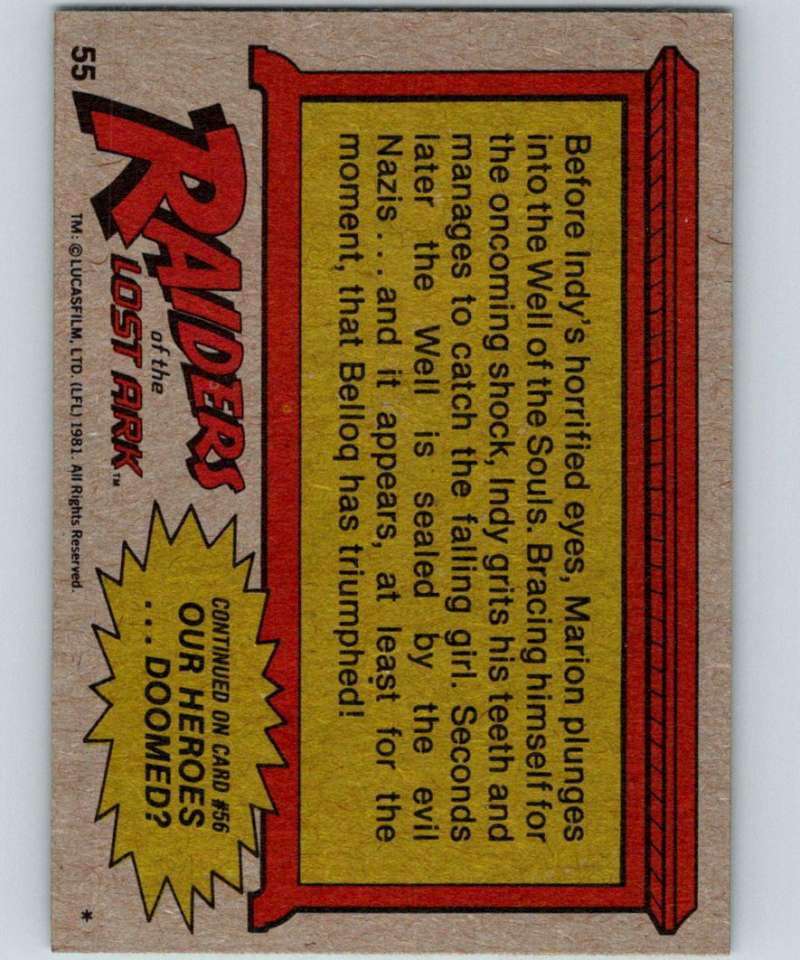 Before Indy's horrified eyes, Marion plunges
into the Well of the Souls. Bracing himself for
the oncoming shock, Indy grits his teeth and
manages to catch the falling girl. Seconds
later the Well is sealed by the evil
Nazis . . . and it appears, at least for the
moment, that Belloq has triumphed!
55
RAIDERS
of the
LOST ARK™
TM: ©LUCASFILM, LTD. (LFL) 1981. All Rights Reserved.
CONTINUED ON CARD #56
OUR HEROES
. . . DOOMED?
*